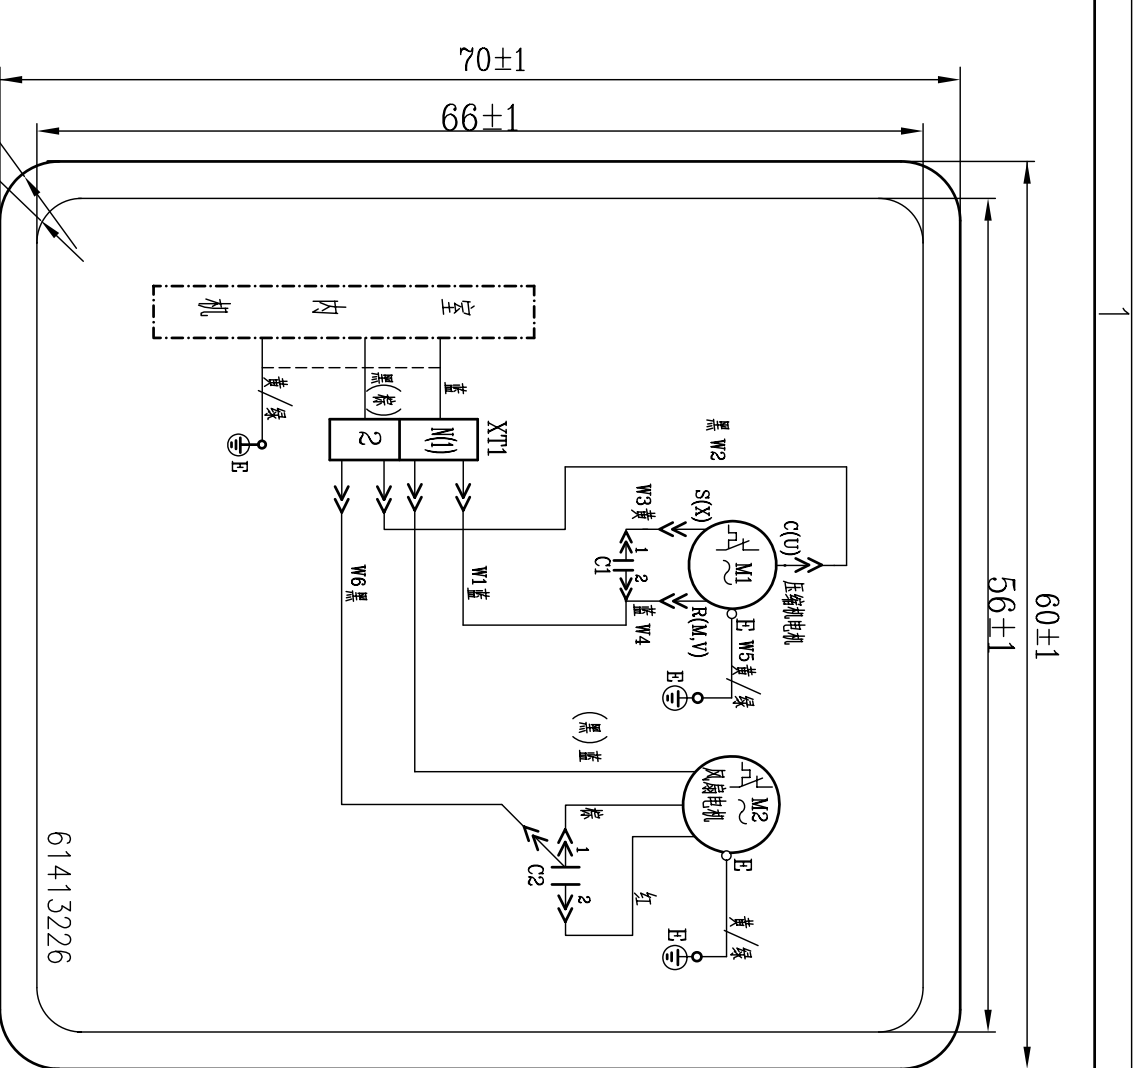 70±1
66±1
60±1
56±1
1
室内机
蓝
黑(棕)
黄/绿
E
XT1
N(1)
2
黑 W2
W3黄
S(X)
C(U)
M1
~
压缩机电机
1
C1
2
蓝 W4
R(M,V)
W1蓝
W6黑
E
W5黄/绿
E
(黑)蓝
M2
~
风扇电机
棕
1
C2
2
红
E
黄/绿
E
61413226